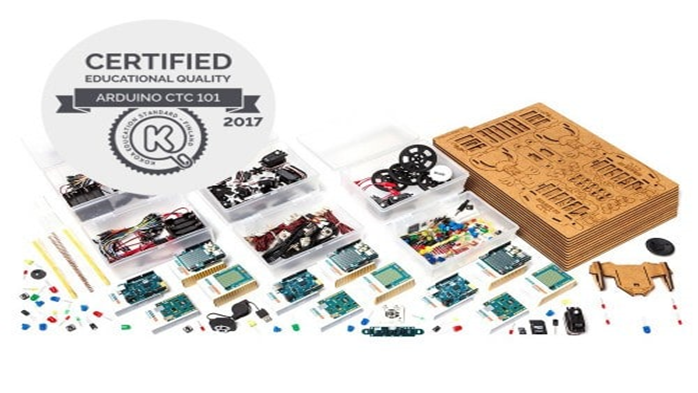 CERTIFIED
EDUCATIONAL QUALITY
ARDUINO CTC 101
2017
KOKOA EDUCATION STANDARD - FINLAND
K